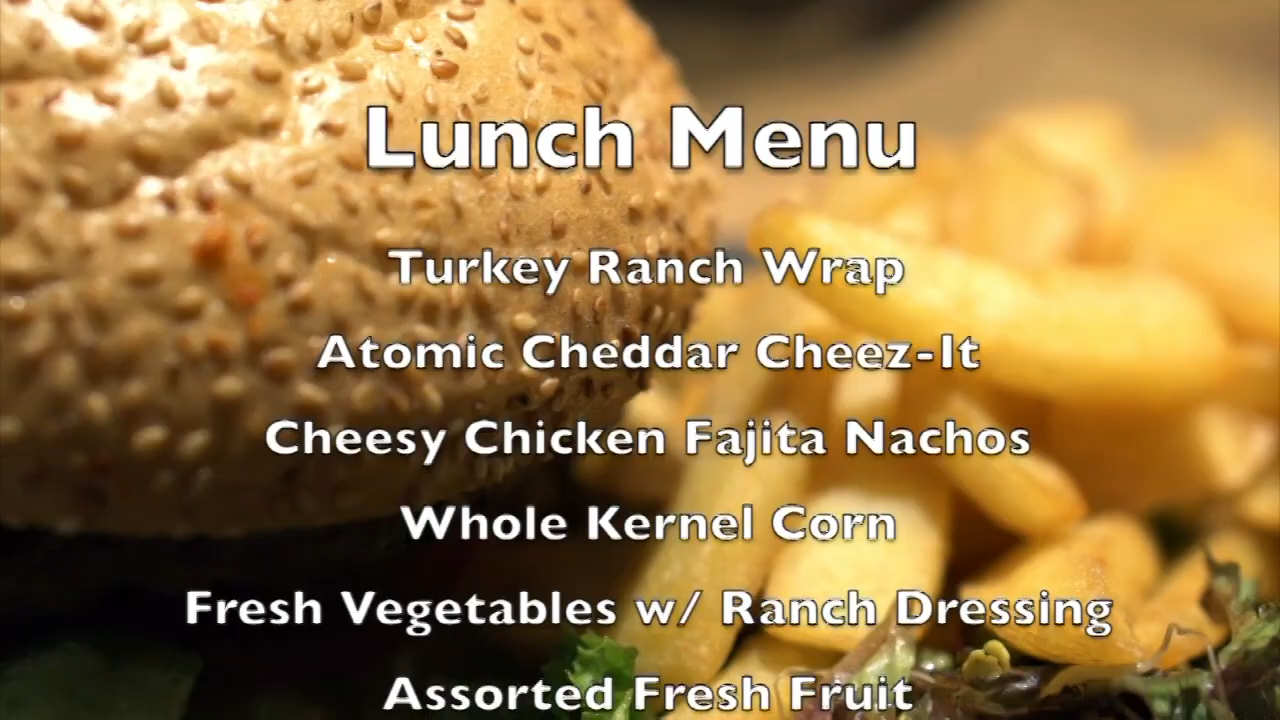 Lunch Menu
Turkey Ranch Wrap
Atomic Cheddar Cheez-It
Cheesy Chicken Fajita Nachos
Whole Kernel Corn
Fresh Vegetables w/ Ranch Dressing
Assorted Fresh Fruit